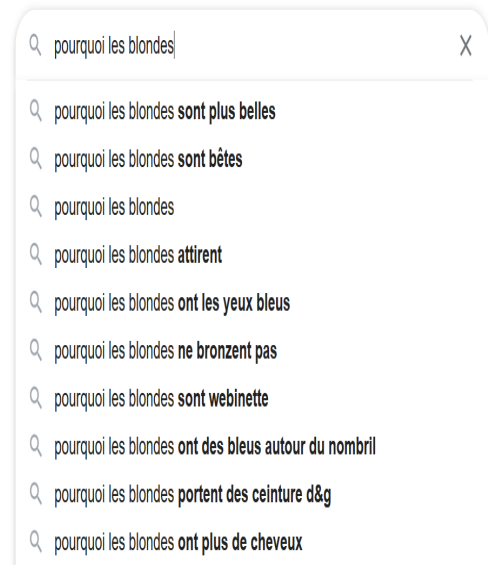 pourquoi les blondes
pourquoi les blondes sont plus belles
pourquoi les blondes sont bêtes
pourquoi les blondes
pourquoi les blondes attirent
pourquoi les blondes ont les yeux bleus
pourquoi les blondes ne bronzent pas
pourquoi les blondes sont webinette
pourquoi les blondes ont des bleus autour du nombril
pourquoi les blondes portent des ceinture d&g
pourquoi les blondes ont plus de cheveux